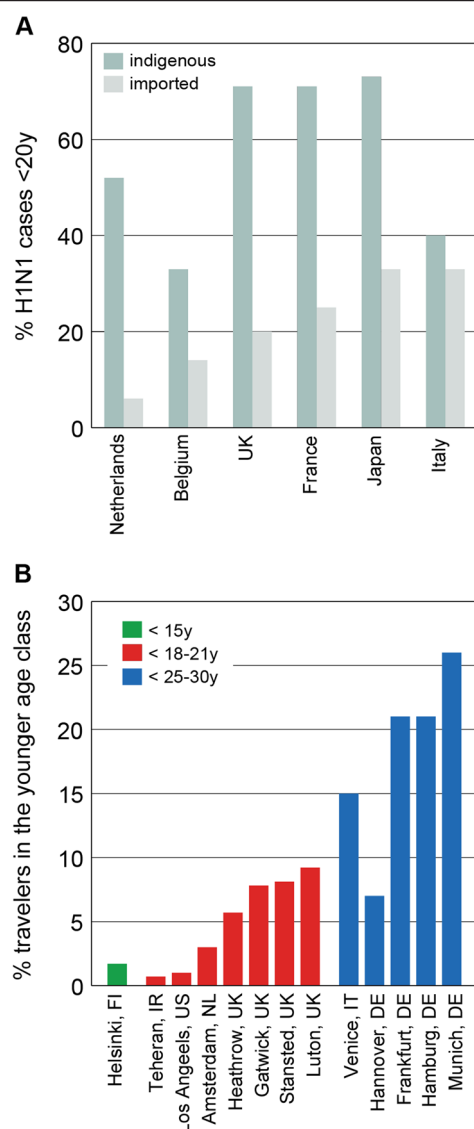 A
80
60
40
20
0
% H1N1 cases <20y
indigenous
imported
Netherlands
Belgium
UK
France
Japan
Italy
B
30
25
20
15
10
5
0
% travelers in the younger age class
< 15y
< 18-21y
< 25-30y
Helsinki, FI
Teheran, IR
Los Angeels, US
Amsterdam, NL
Heathrow, UK
Gatwick, UK
Stansted, UK
Luton, UK
Venice, IT
Hannover, DE
Frankfurt, DE
Hamburg, DE
Munich, DE